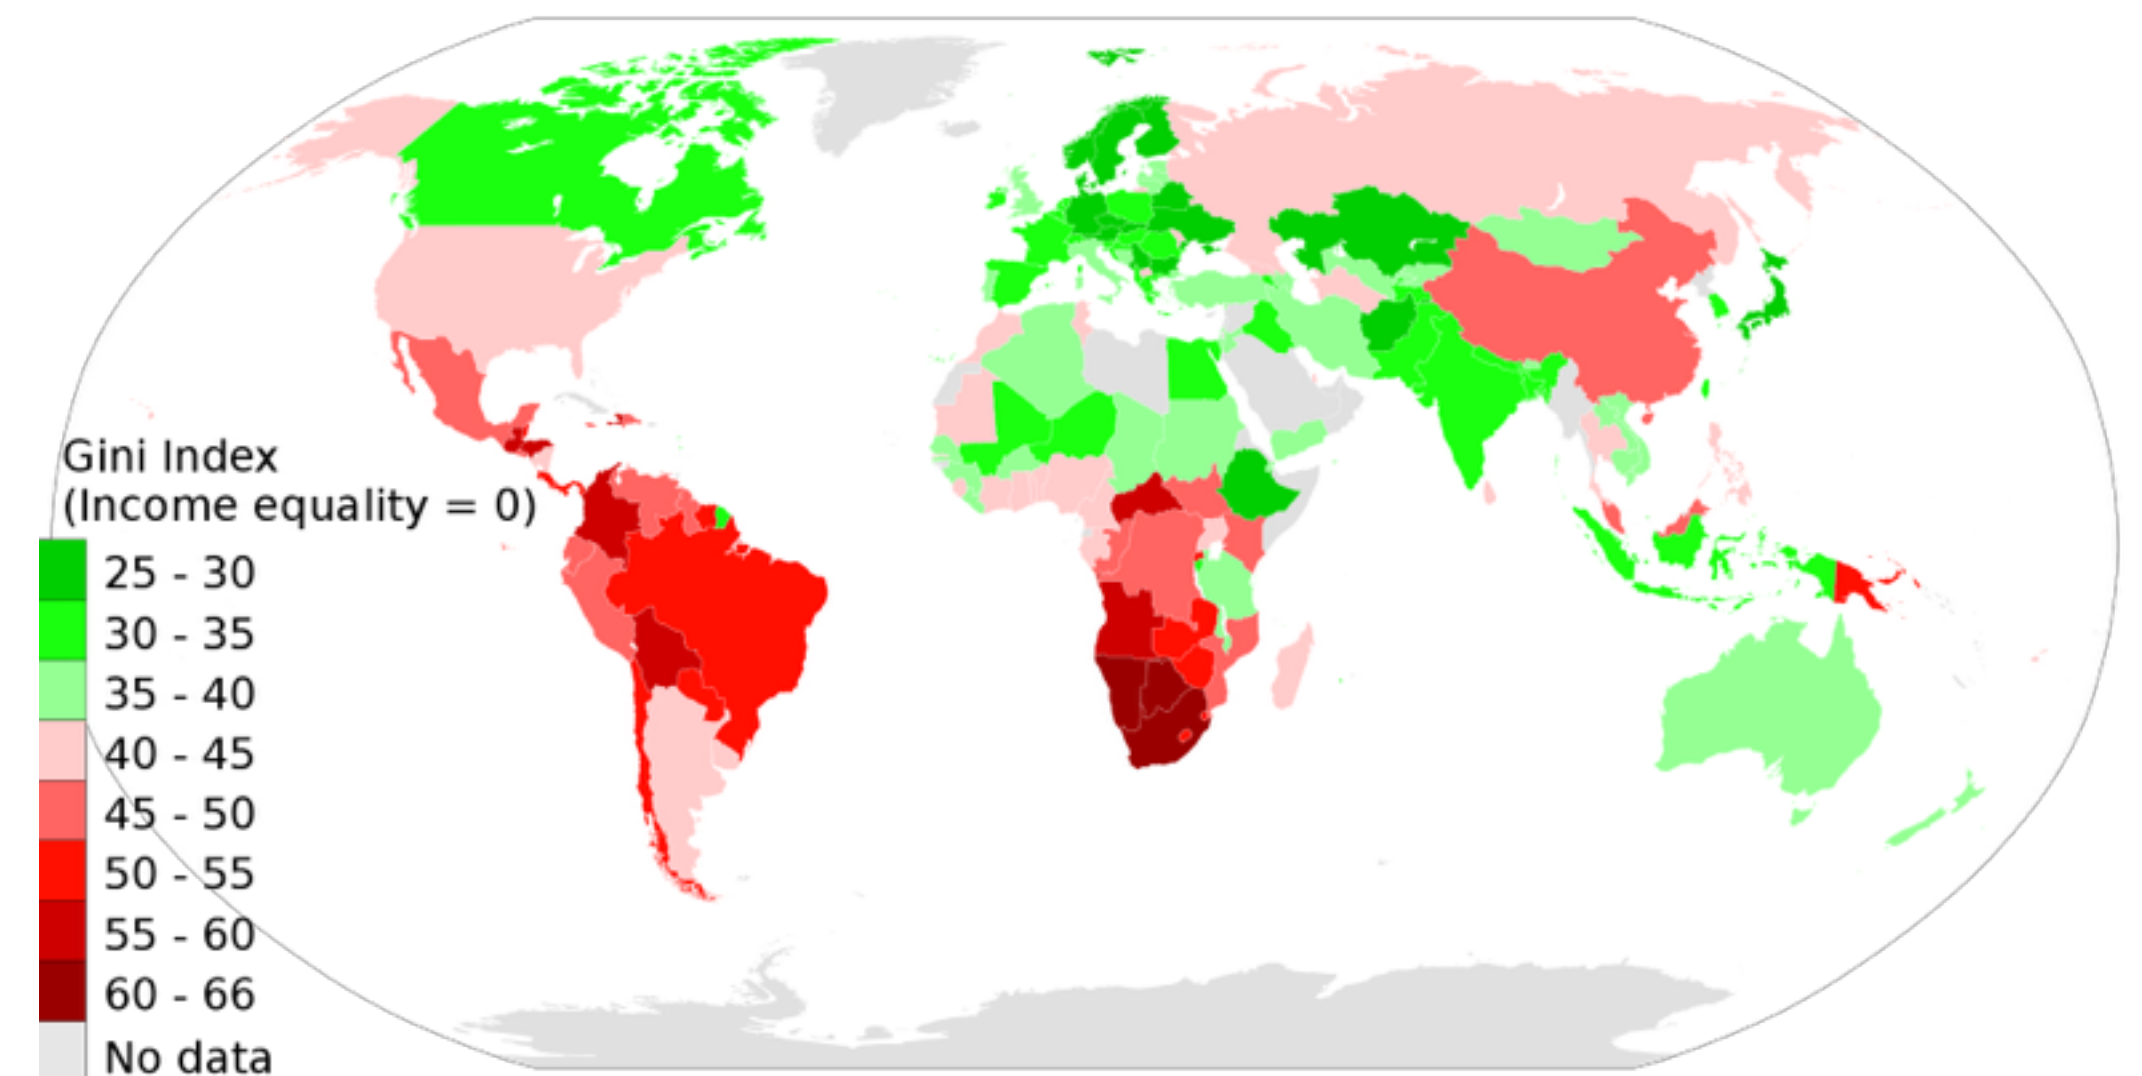 Gini Index
(Income equality = 0)
25 - 30
30 - 35
35 - 40
40 - 45
45 - 50
50 - 55
55 - 60
60 - 66
No data